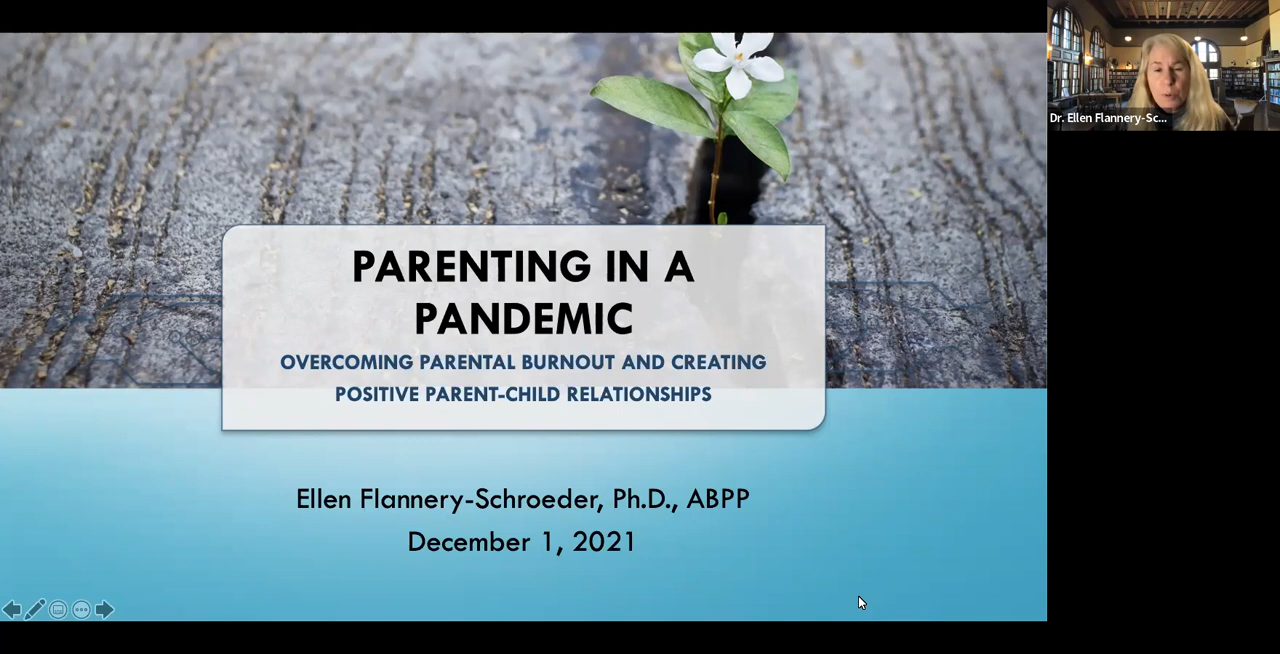 PARENTING IN A
PANDEMIC
OVERCOMING PARENTAL BURNOUT AND CREATING
POSITIVE PARENT-CHILD RELATIONSHIPS
Ellen Flannery-Schroeder, Ph.D., ABPP
December 1, 2021
Dr. Ellen Flannery-Sc...